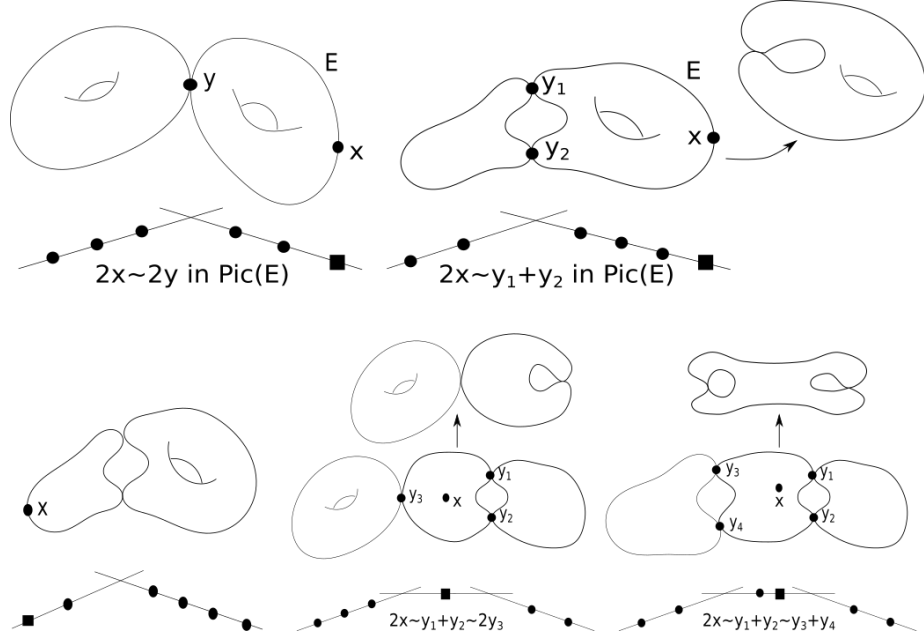 E
y
x
E
y₁
x
y₂
2x~2y in Pic(E)
2x~y₁+y₂ in Pic(E)
x
y₃
y₁
x
y₂
y₃
y₁
x
y₄
y₂
2x~y₁+y₂~2y₃
2x~y₁+y₂~y₃+y₄